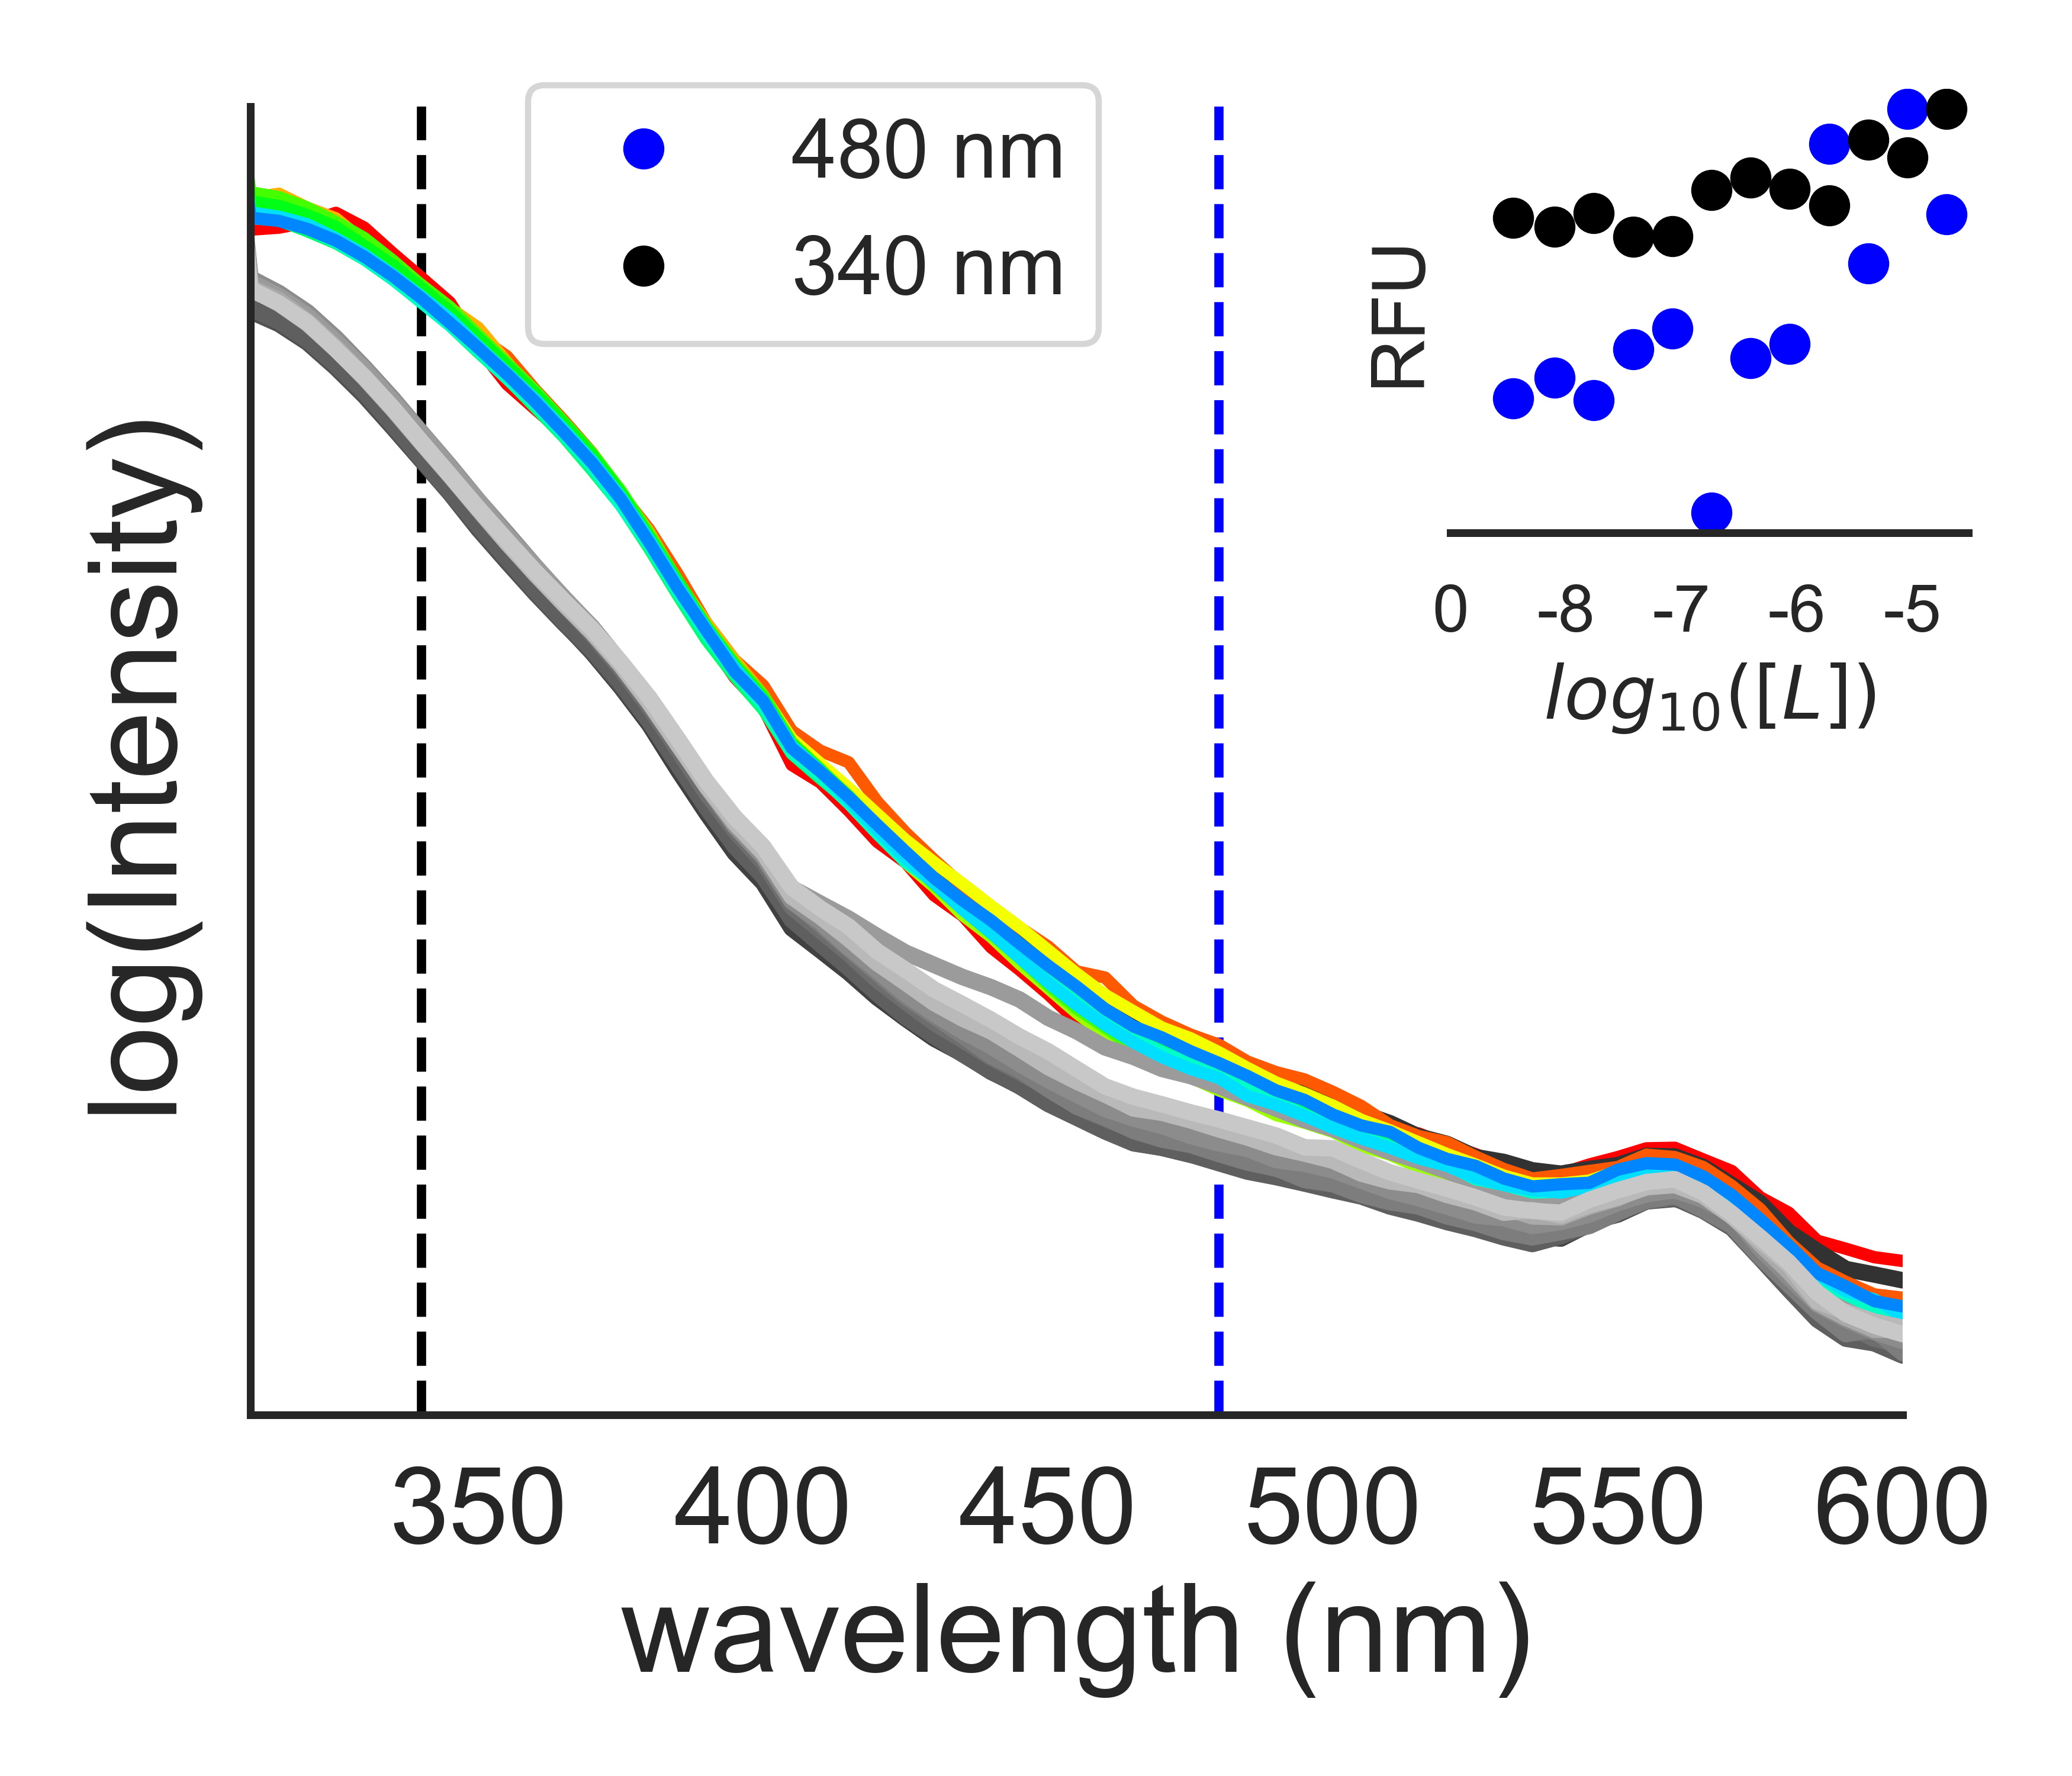 480 nm
340 nm
log(Intensity)
350 400 450 500 550 600
wavelength (nm)
RFU
0 -8 -7 -6 -5
log₁₀([L])